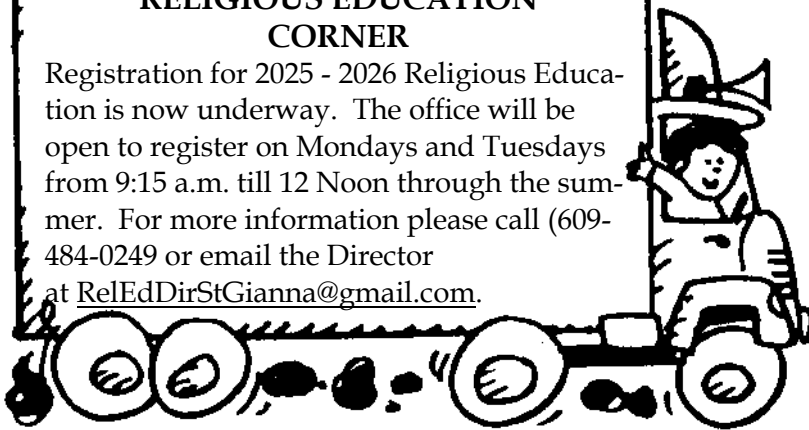 RELIGIOUS EDUCATION
CORNER
Registration for 2025 - 2026 Religious Educa-
tion is now underway.  The office will be
open to register on Mondays and Tuesdays
from 9:15 a.m. till 12 Noon through the sum-
mer.  For more information please call (609-
484-0249 or email the Director
at RelEdDirStGianna@gmail.com.